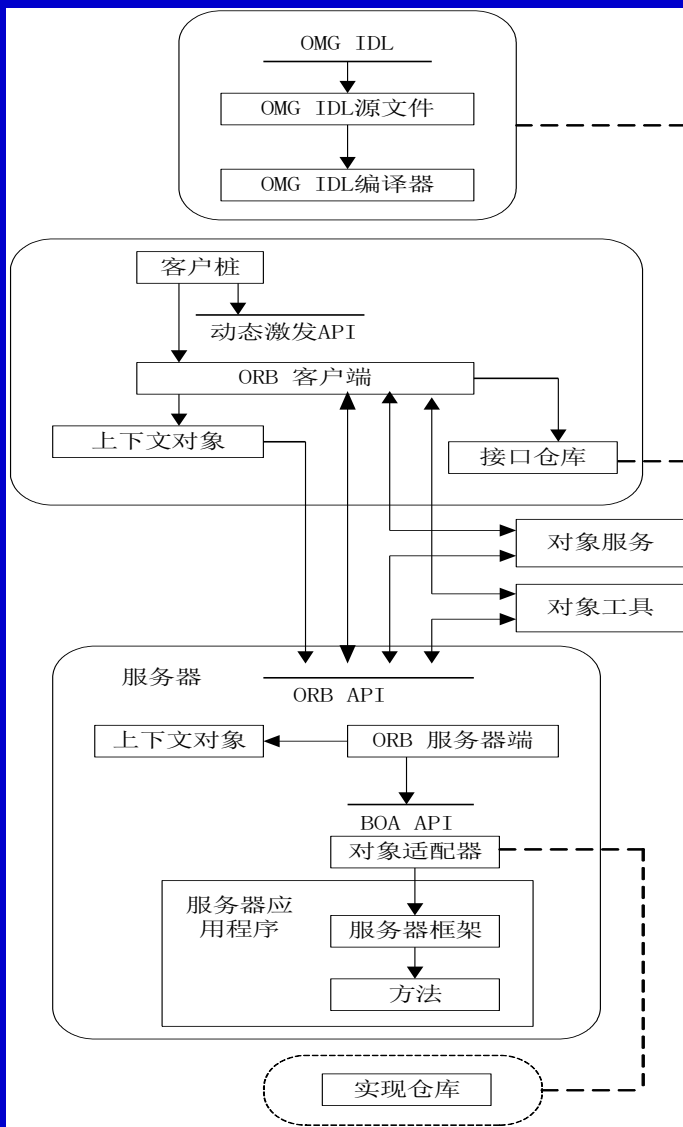 OMG IDL
OMG IDL源文件
OMG IDL编译器
客户桩
动态激发API
ORB 客户端
上下文对象
接口仓库
对象服务
对象工具
服务器
ORB API
上下文对象
ORB 服务器端
BOA API
对象适配器
服务器应
用程序
服务器框架
方法
实现仓库